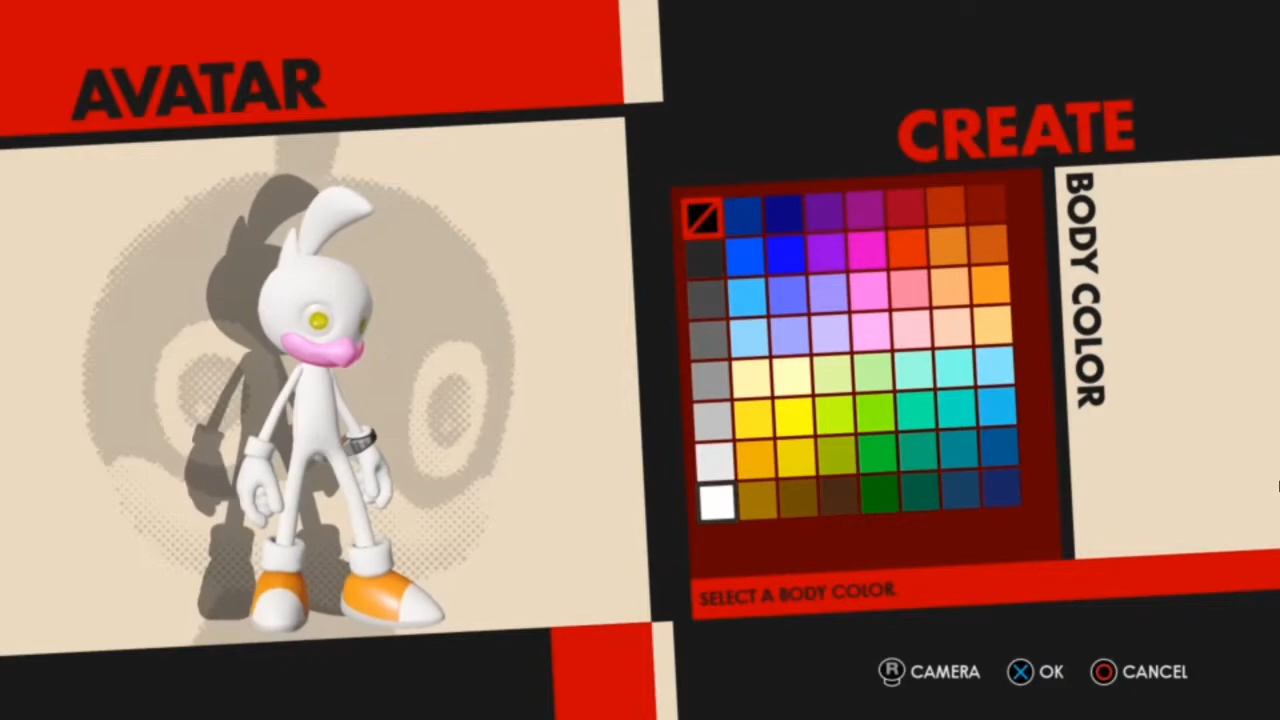 AVATAR
CREATE
BODY COLOR
SELECT A BODY COLOR.
R CAMERA
OK
CANCEL